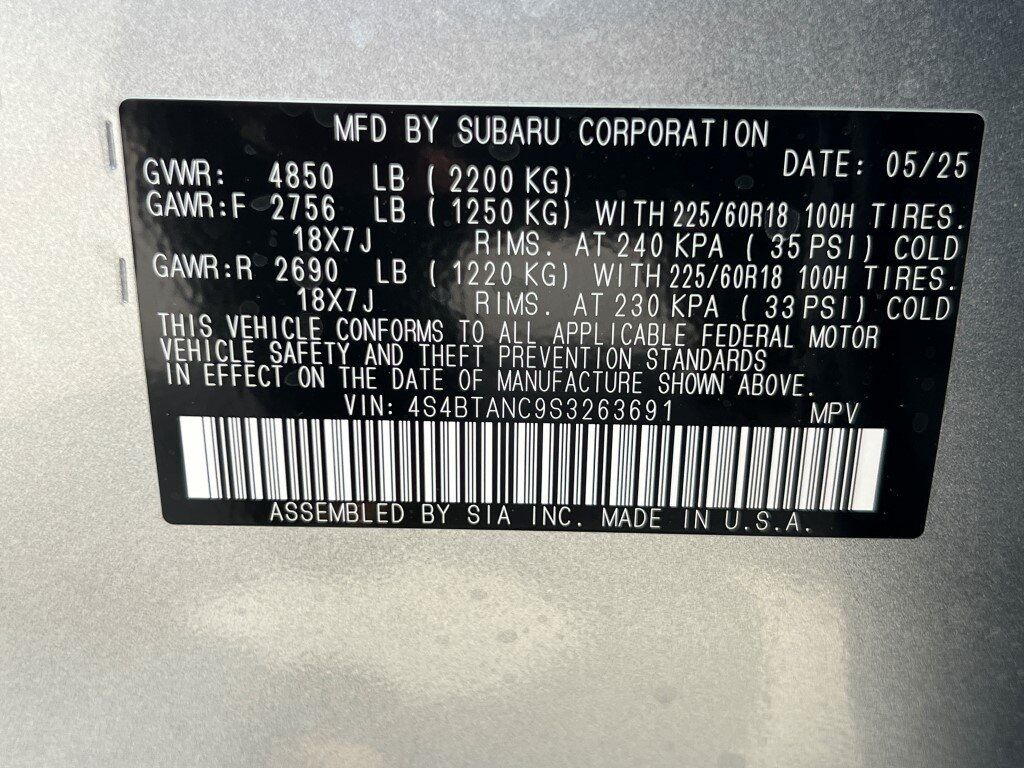 MFD BY SUBARU CORPORATION
DATE: 05/25
GVWR: 4850 LB ( 2200 KG)
GAWR:F 2756 LB ( 1250 KG) WITH 225/60R18 100H TIRES.
18X7J RIMS. AT 240 KPA ( 35 PSI) COLD
GAWR:R 2690 LB ( 1220 KG) WITH 225/60R18 100H TIRES.
18X7J RIMS. AT 230 KPA ( 33 PSI) COLD
THIS VEHICLE CONFORMS TO ALL APPLICABLE FEDERAL MOTOR
VEHICLE SAFETY AND THEFT PREVENTION STANDARDS
IN EFFECT ON THE DATE OF MANUFACTURE SHOWN ABOVE.
VIN: 4S4BTANC9S3263691 MPV
ASSEMBLED BY SIA INC. MADE IN U.S.A.